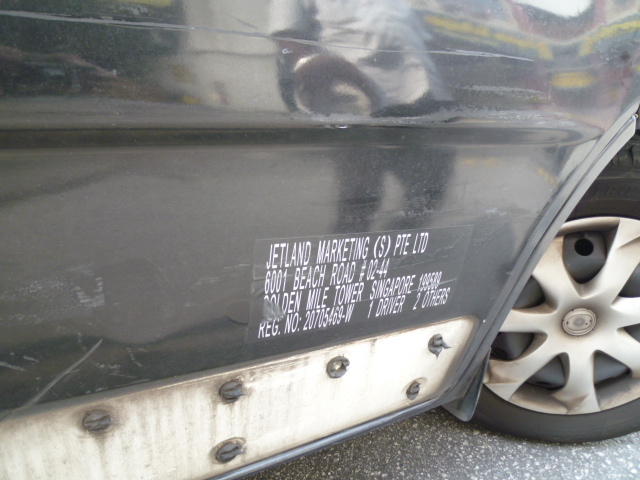 JETLAND MARKETING (S) PTE LTD
6001 BEACH ROAD #02-44
GOLDEN MILE TOWER SINGAPORE 199589
REG. NO: 20705469-W 1 DRIVER 2 OTHERS